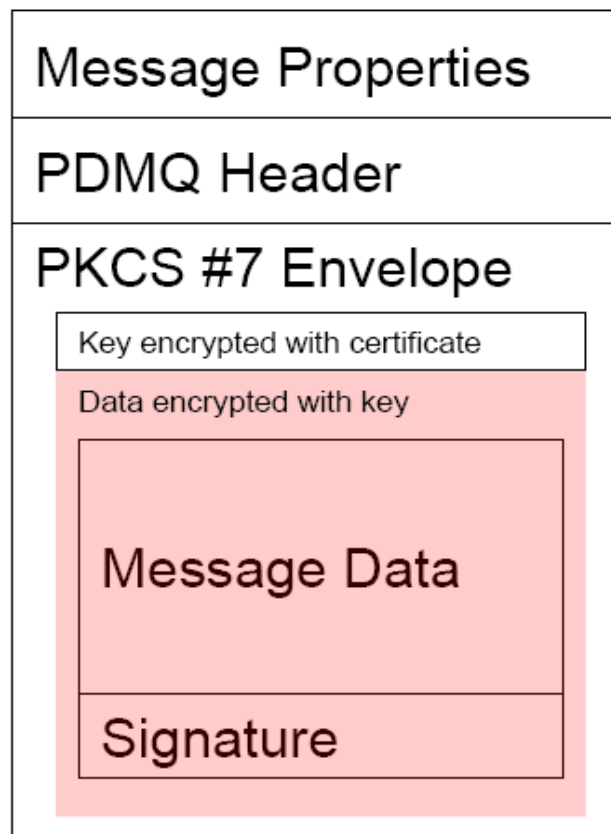 Message Properties
PDMQ Header
PKCS #7 Envelope
Key encrypted with certificate
Data encrypted with key
Message Data
Signature